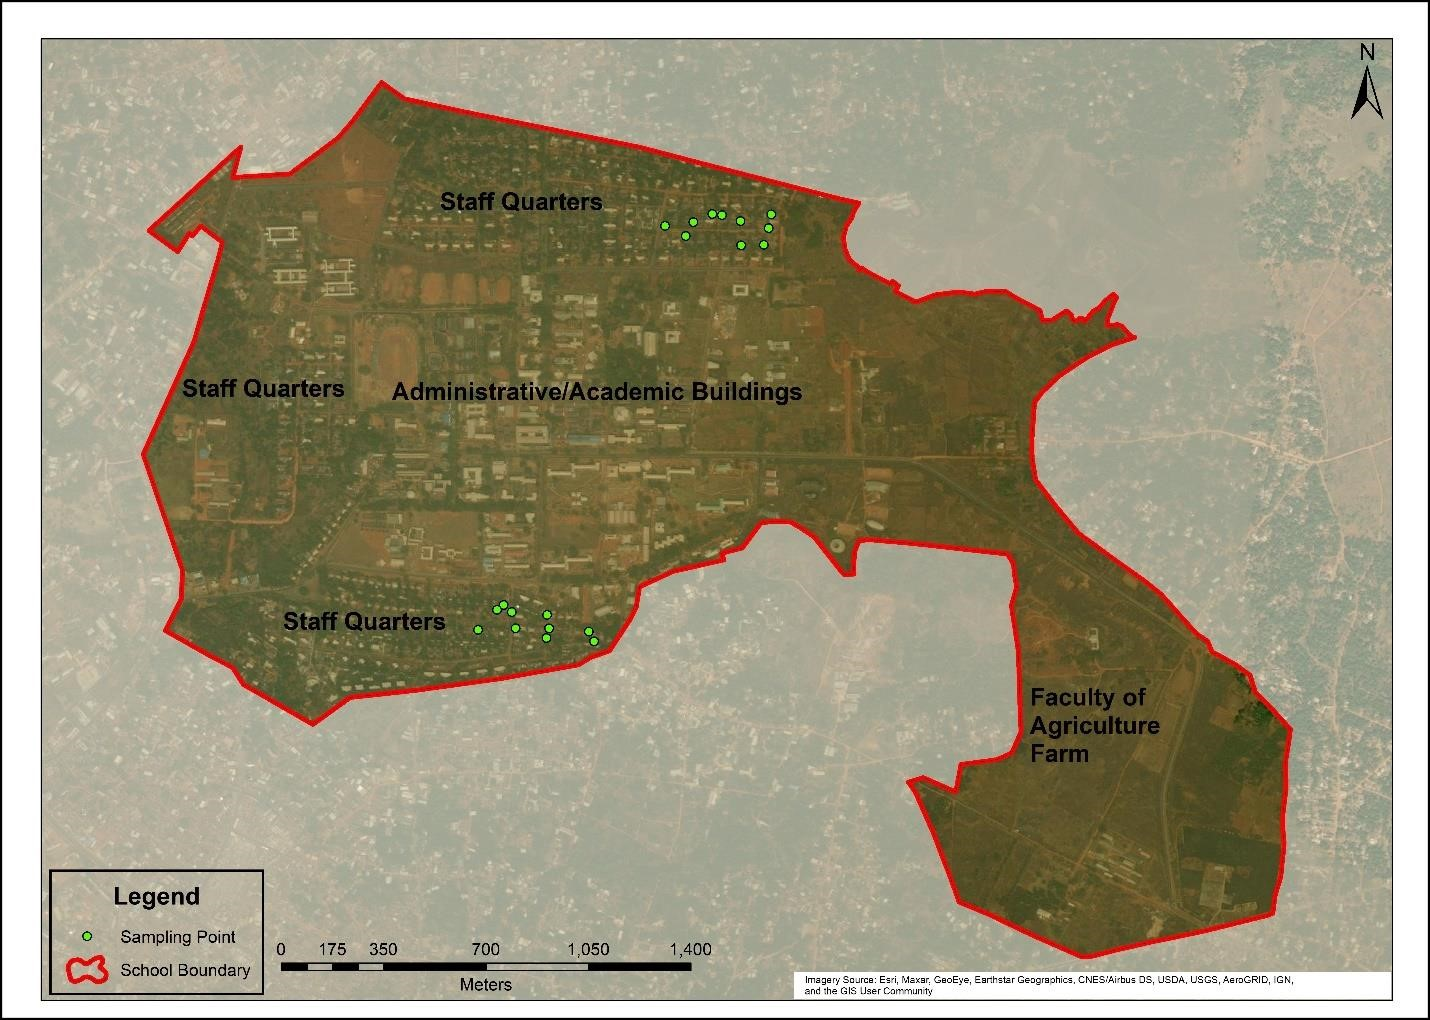 N
Staff Quarters
Staff Quarters
Administrative/Academic Buildings
Staff Quarters
Faculty of
Agriculture
Farm
Legend
Sampling Point
School Boundary
0 175 350 700 1,050 1,400
Meters
Imagery Source: Esri, Maxar, GeoEye, Earthstar Geographics, CNES/Airbus DS, USDA, USGS, AeroGRID, IGN,
and the GIS User Community